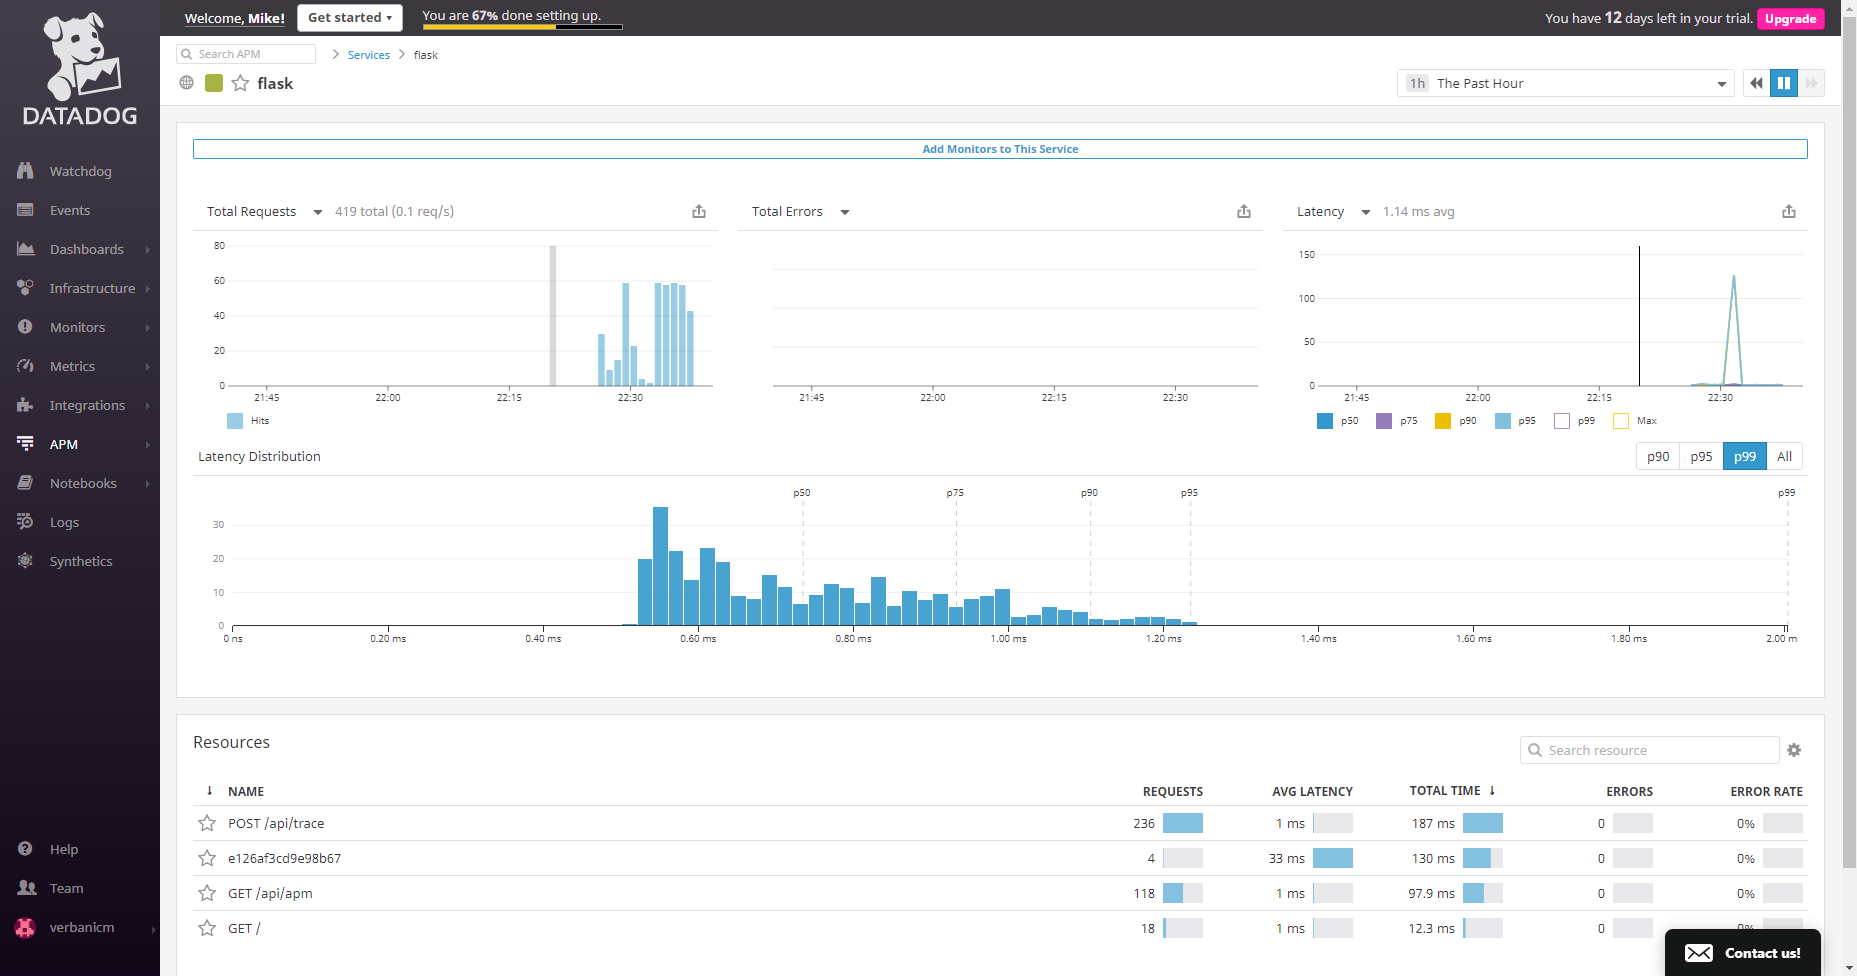 DATADOG
Watchdog
Events
Dashboards
Infrastructure
Monitors
Metrics
Integrations
APM
Notebooks
Logs
Synthetics
Help
Team
verbanicm
Welcome, Mike!
Get started
You are 67% done setting up.
You have 12 days left in your trial.
Upgrade
Search APM
Services
flask
flask
1h The Past Hour
Add Monitors to This Service
Total Requests 419 total (0.1 req/s)
80
60
40
20
0
21:45 22:00 22:15 22:30
Hits
Total Errors
21:45 22:00 22:15 22:30
Latency 1.14 ms avg
150
100
50
0
21:45 22:00 22:15 22:30
p50 p75 p90 p95 p99 Max
Latency Distribution
p90 p95 p99 All
p50 p75 p90 p95 p99
30
20
10
0
0 ns 0.20 ms 0.40 ms 0.60 ms 0.80 ms 1.00 ms 1.20 ms 1.40 ms 1.60 ms 1.80 ms 2.00 m
Resources
Search resource
NAME REQUESTS AVG LATENCY TOTAL TIME ERRORS ERROR RATE
POST /api/trace 236 1 ms 187 ms 0 0%
e126af3cd9e98b67 4 33 ms 130 ms 0 0%
GET /api/apm 118 1 ms 97.9 ms 0 0%
GET / 18 1 ms 12.3 ms 0 0%
Contact us!